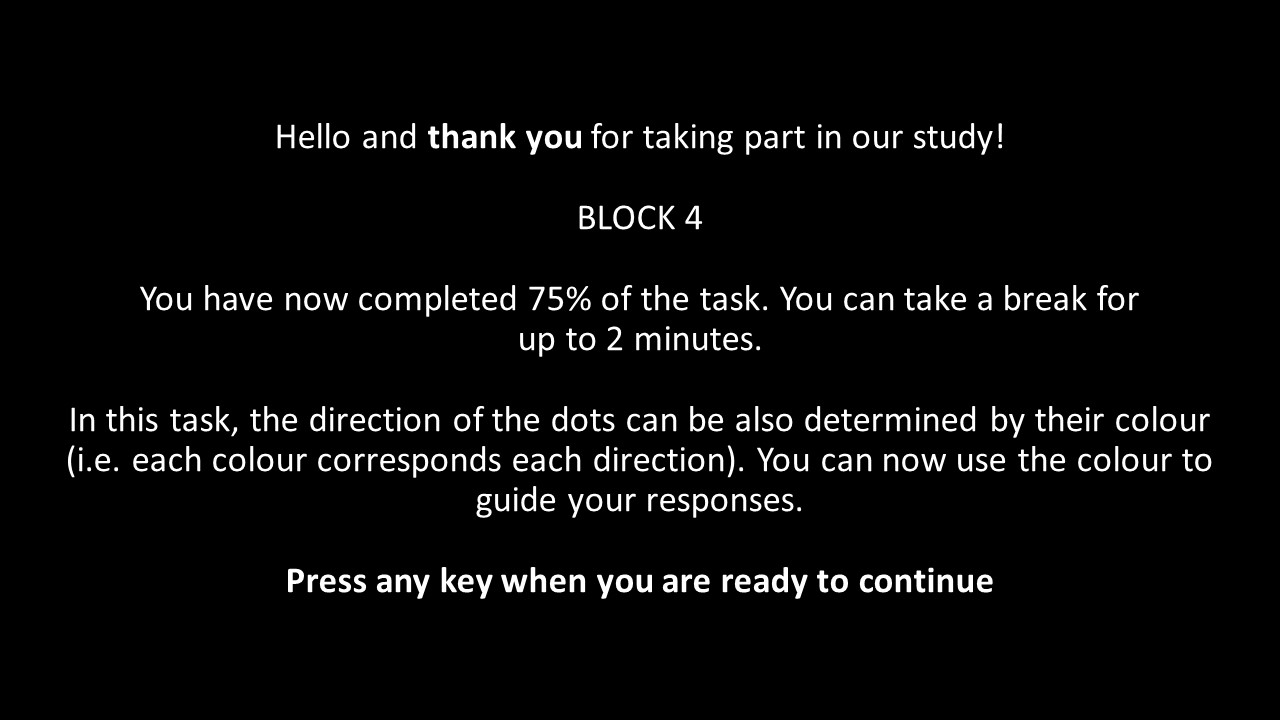 Hello and thank you for taking part in our study!
BLOCK 4
You have now completed 75% of the task. You can take a break for
up to 2 minutes.
In this task, the direction of the dots can be also determined by their colour
(i.e. each colour corresponds each direction). You can now use the colour to
guide your responses.
Press any key when you are ready to continue